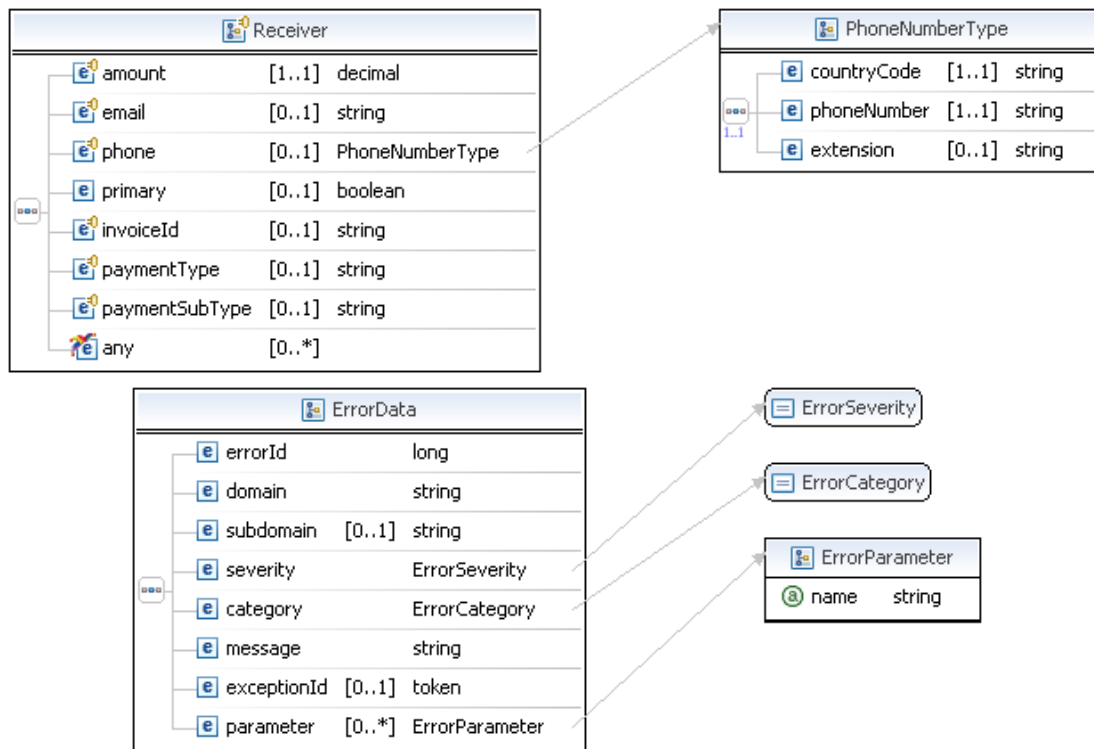 Receiver
amount [1..1] decimal
email [0..1] string
phone [0..1] PhoneNumberType
primary [0..1] boolean
invoiceId [0..1] string
paymentType [0..1] string
paymentSubType [0..1] string
any [0..*]
PhoneNumberType
countryCode [1..1] string
phoneNumber [1..1] string
extension [0..1] string
1..1
ErrorData
errorId long
domain string
subdomain [0..1] string
severity ErrorSeverity
category ErrorCategory
message string
exceptionId [0..1] token
parameter [0..*] ErrorParameter
ErrorSeverity
ErrorCategory
ErrorParameter
name string